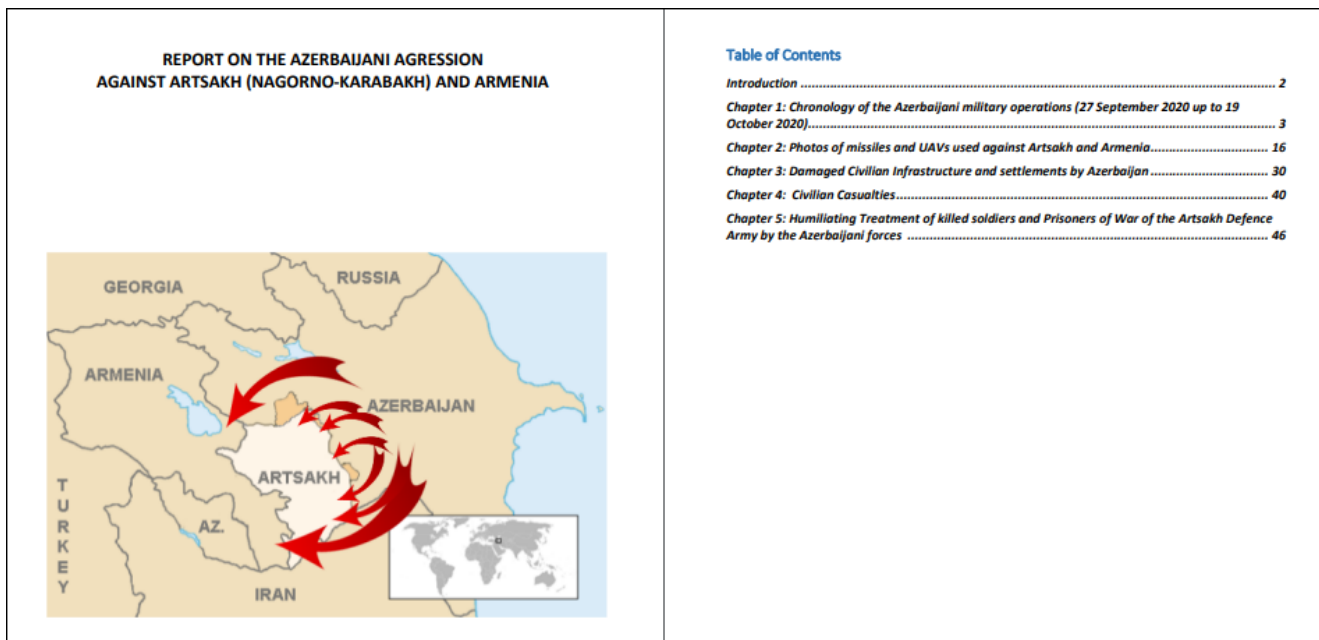 REPORT ON THE AZERBAIJANI AGRESSION
AGAINST ARTSAKH (NAGORNO-KARABAKH) AND ARMENIA
GEORGIA
RUSSIA
ARMENIA
AZERBAIJAN
ARTSAKH
TURKEY
AZ.
IRAN
Table of Contents
Introduction ........................................................................................................ 2
Chapter 1: Chronology of the Azerbaijani military operations (27 September 2020 up to 19
October 2020)........................................................................................................ 3
Chapter 2: Photos of missiles and UAVs used against Artsakh and Armenia.............................. 16
Chapter 3: Damaged Civilian Infrastructure and settlements by Azerbaijan .............................. 30
Chapter 4:  Civilian Casualties.................................................................................... 40
Chapter 5: Humiliating Treatment of killed soldiers and Prisoners of War of the Artsakh Defence
Army by the Azerbaijani forces .................................................................................. 46